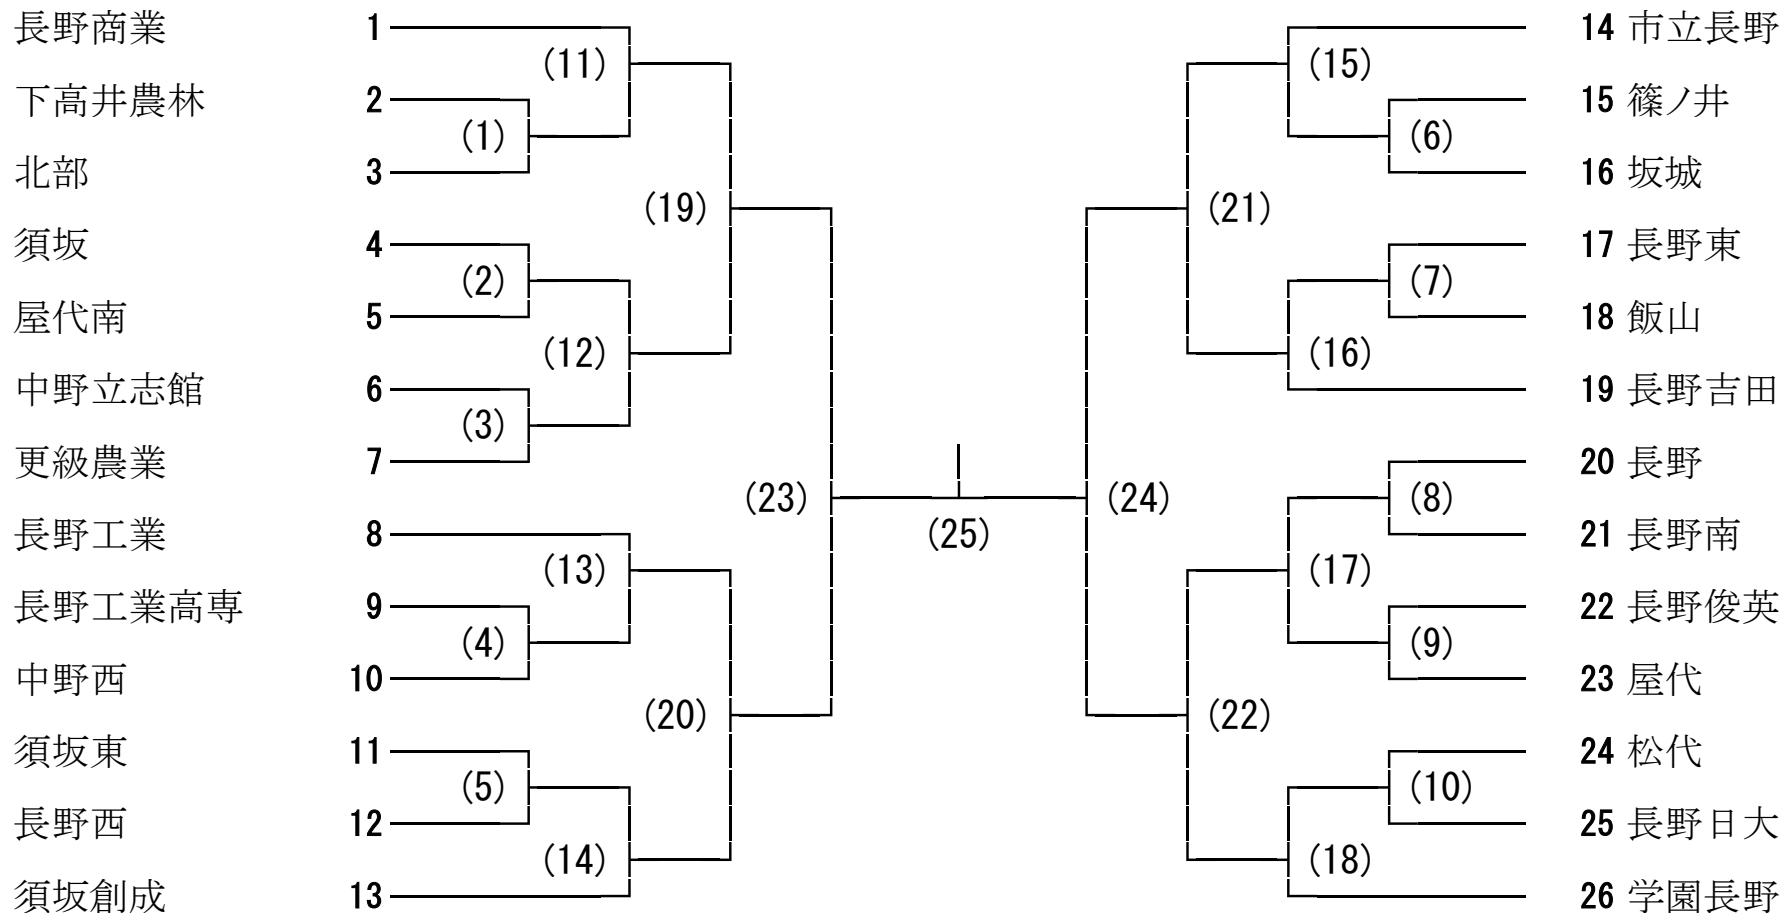 長野商業 1
(11)
下高井農林 2
(1)
北部 3
(19)
須坂 4
(2)
屋代南 5
(12)
中野立志館 6
(3)
更級農業 7
(23)
長野工業 8
(13)
長野工業高専 9
(4)
中野西 10
(20)
須坂東 11
(5)
長野西 12
(14)
須坂創成 13
(25)
14 市立長野
(15)
15 篠ノ井
(6)
16 坂城
(21)
17 長野東
(7)
18 飯山
(16)
19 長野吉田
20 長野
(8)
(24)
21 長野南
(17)
22 長野俊英
(9)
23 屋代
(22)
24 松代
(10)
25 長野日大
(18)
26 学園長野